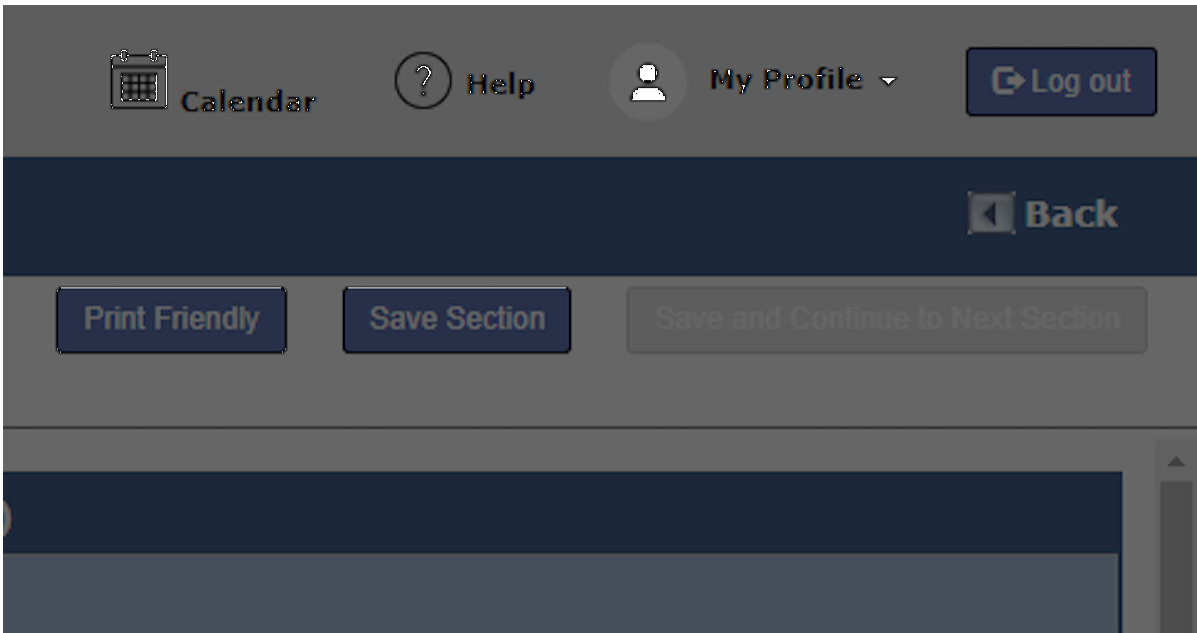 Calendar
? Help
My Profile
Log out
Back
Print Friendly
Save Section
Save and Continue to Next Section